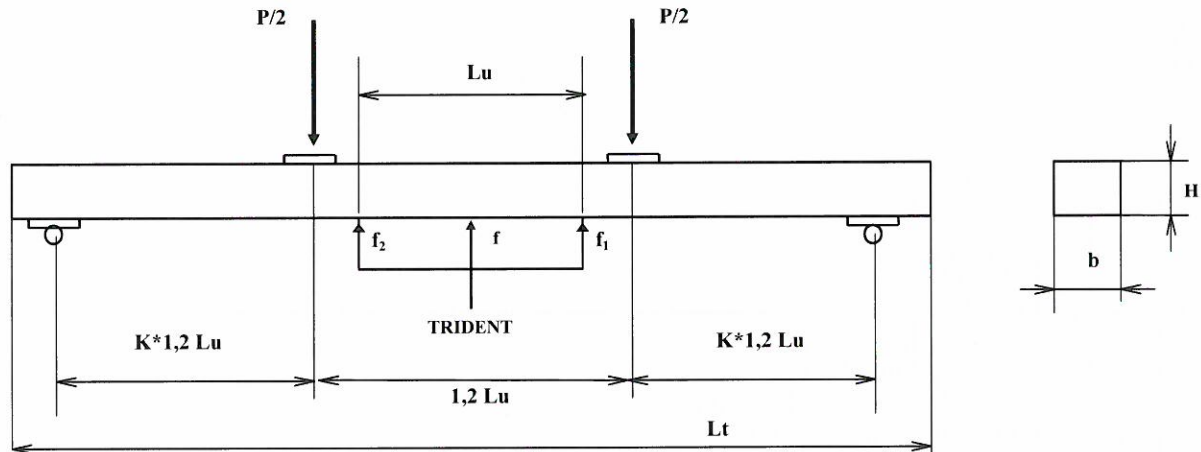 P/2
P/2
Lu
H
f₂
f
f₁
b
TRIDENT
K*1,2 Lu
K*1,2 Lu
1,2 Lu
Lt